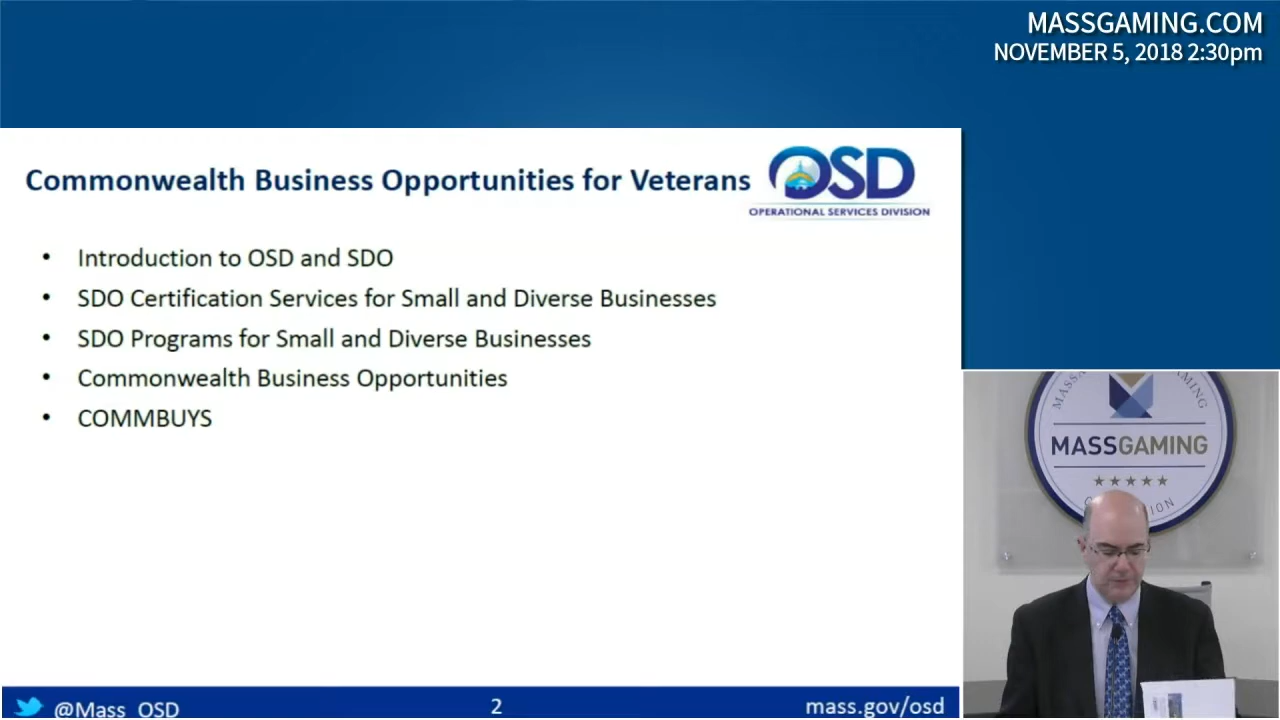 MASSGAMING.COM
NOVEMBER 5, 2018 2:30pm
Commonwealth Business Opportunities for Veterans
OSD
OPERATIONAL SERVICES DIVISION
• Introduction to OSD and SDO
• SDO Certification Services for Small and Diverse Businesses
• SDO Programs for Small and Diverse Businesses
• Commonwealth Business Opportunities
• COMMBUYS
MASSGAMING
@Mass_OSD
2
mass.gov/osd